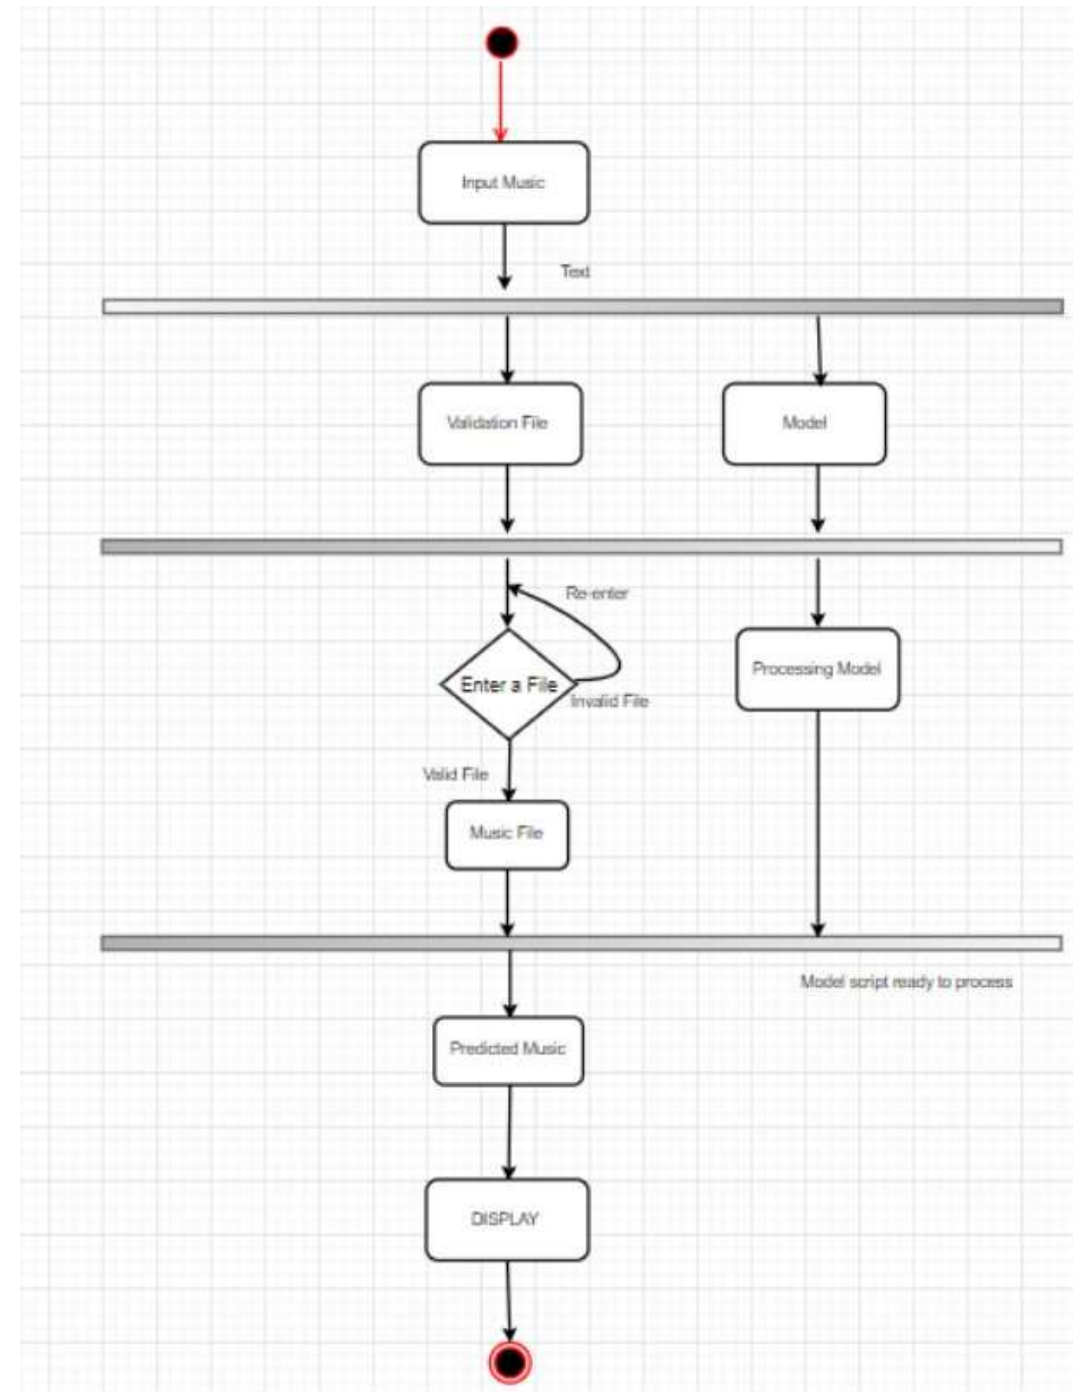 Input Music
Text
Validation File
Model
Re-enter
Enter a File
Processing Model
Invalid File
Valid File
Music File
Model script ready to process
Predicted Music
DISPLAY